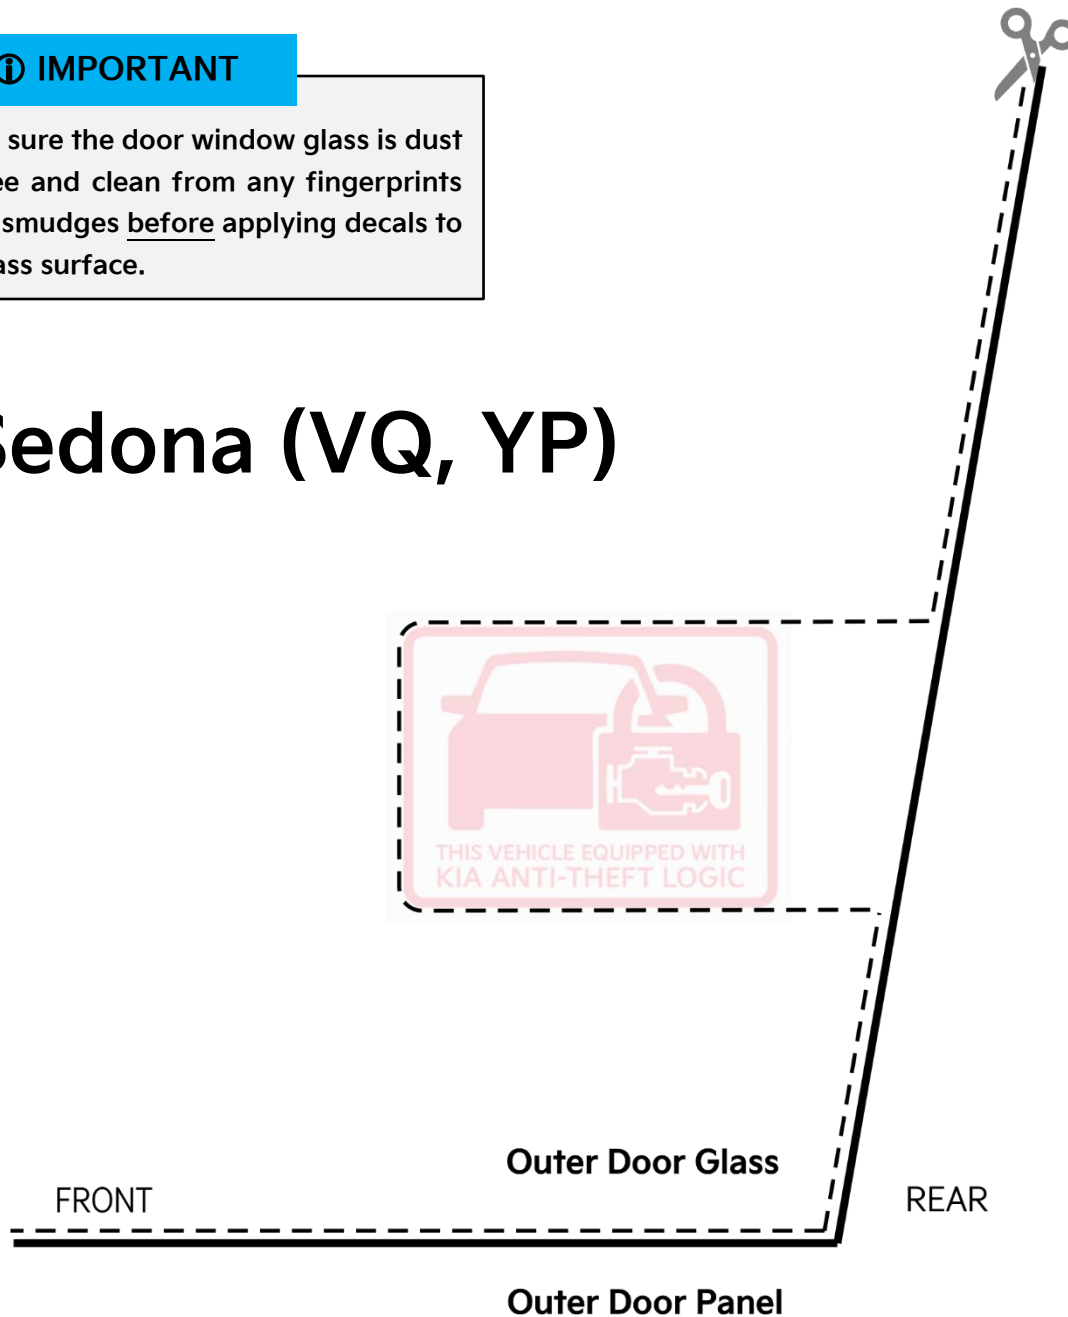 IMPORTANT
sure the door window glass is dust
and clean from any fingerprints
smudges before applying decals to
surface.
Sedona (VQ, YP)
THIS VEHICLE EQUIPPED WITH
KIA ANTI-THEFT LOGIC
Outer Door Glass
FRONT
REAR
Outer Door Panel